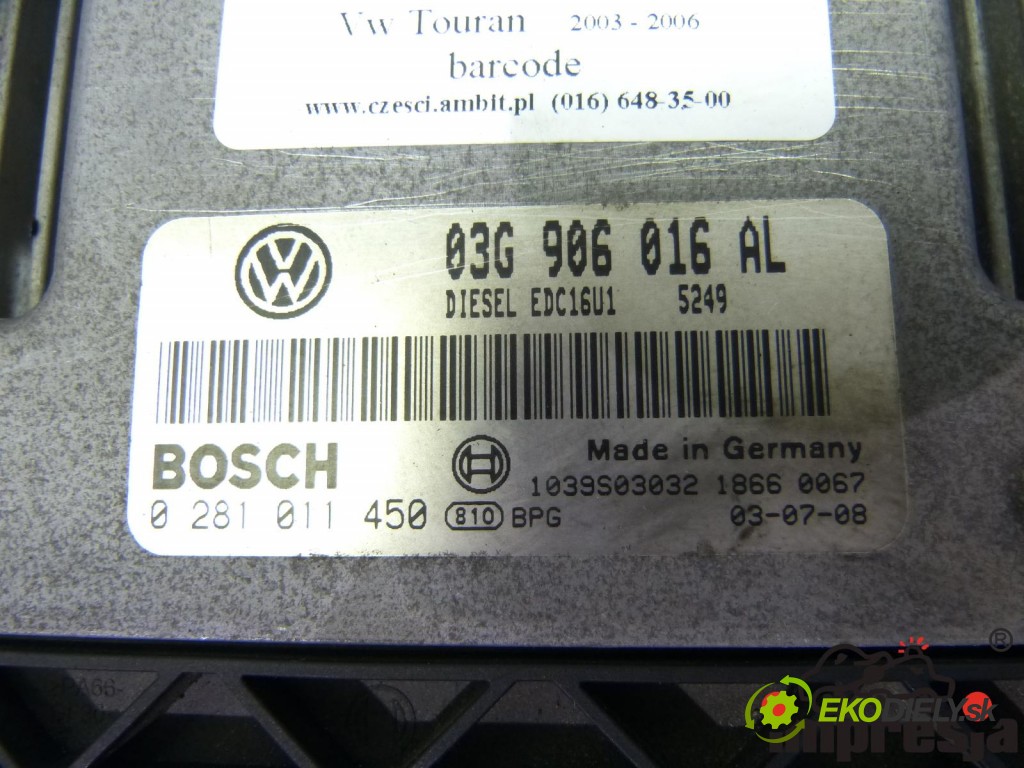 Vw Touran 2003 - 2006
barcode
www.czesci.ambit.pl (016) 648-35-00
03G 906 016 AL
DIESEL EDC16U1 5249
BOSCH
Made in Germany
1039S03032 1866 0067
0 281 011 450 810 BPG 03-07-08
EKODIELY.sk
impresja